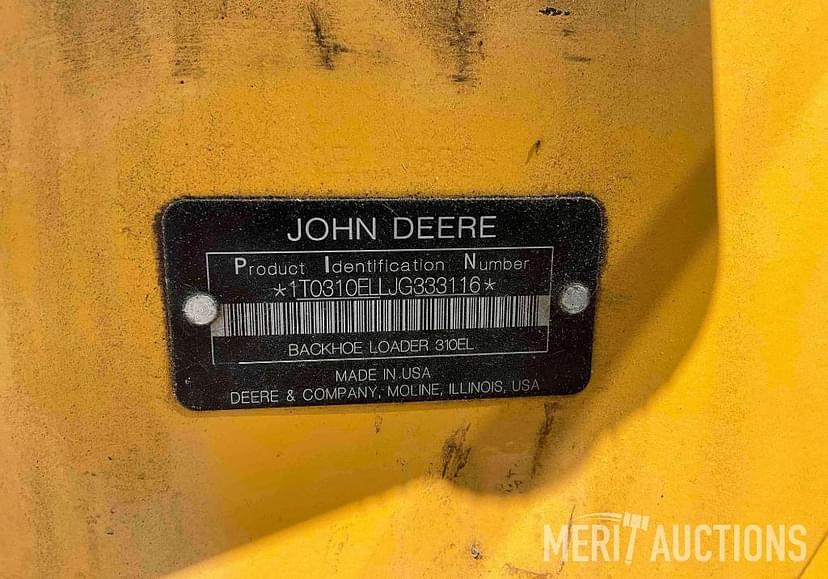 JOHN DEERE
Product Identification Number
*1T0310ELLJG333116*
BACKHOE LOADER 310EL
MADE IN USA
DEERE & COMPANY, MOLINE, ILLINOIS, USA
MERIT AUCTIONS